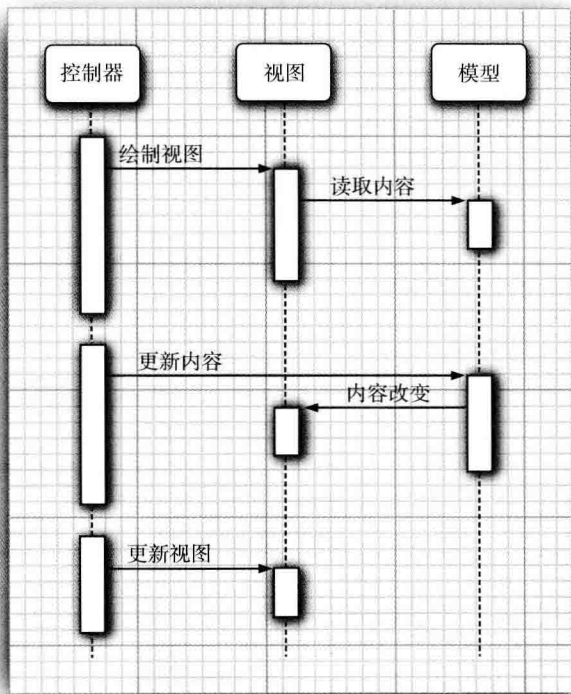 控制器
视图
模型
绘制视图
读取内容
更新内容
内容改变
更新视图